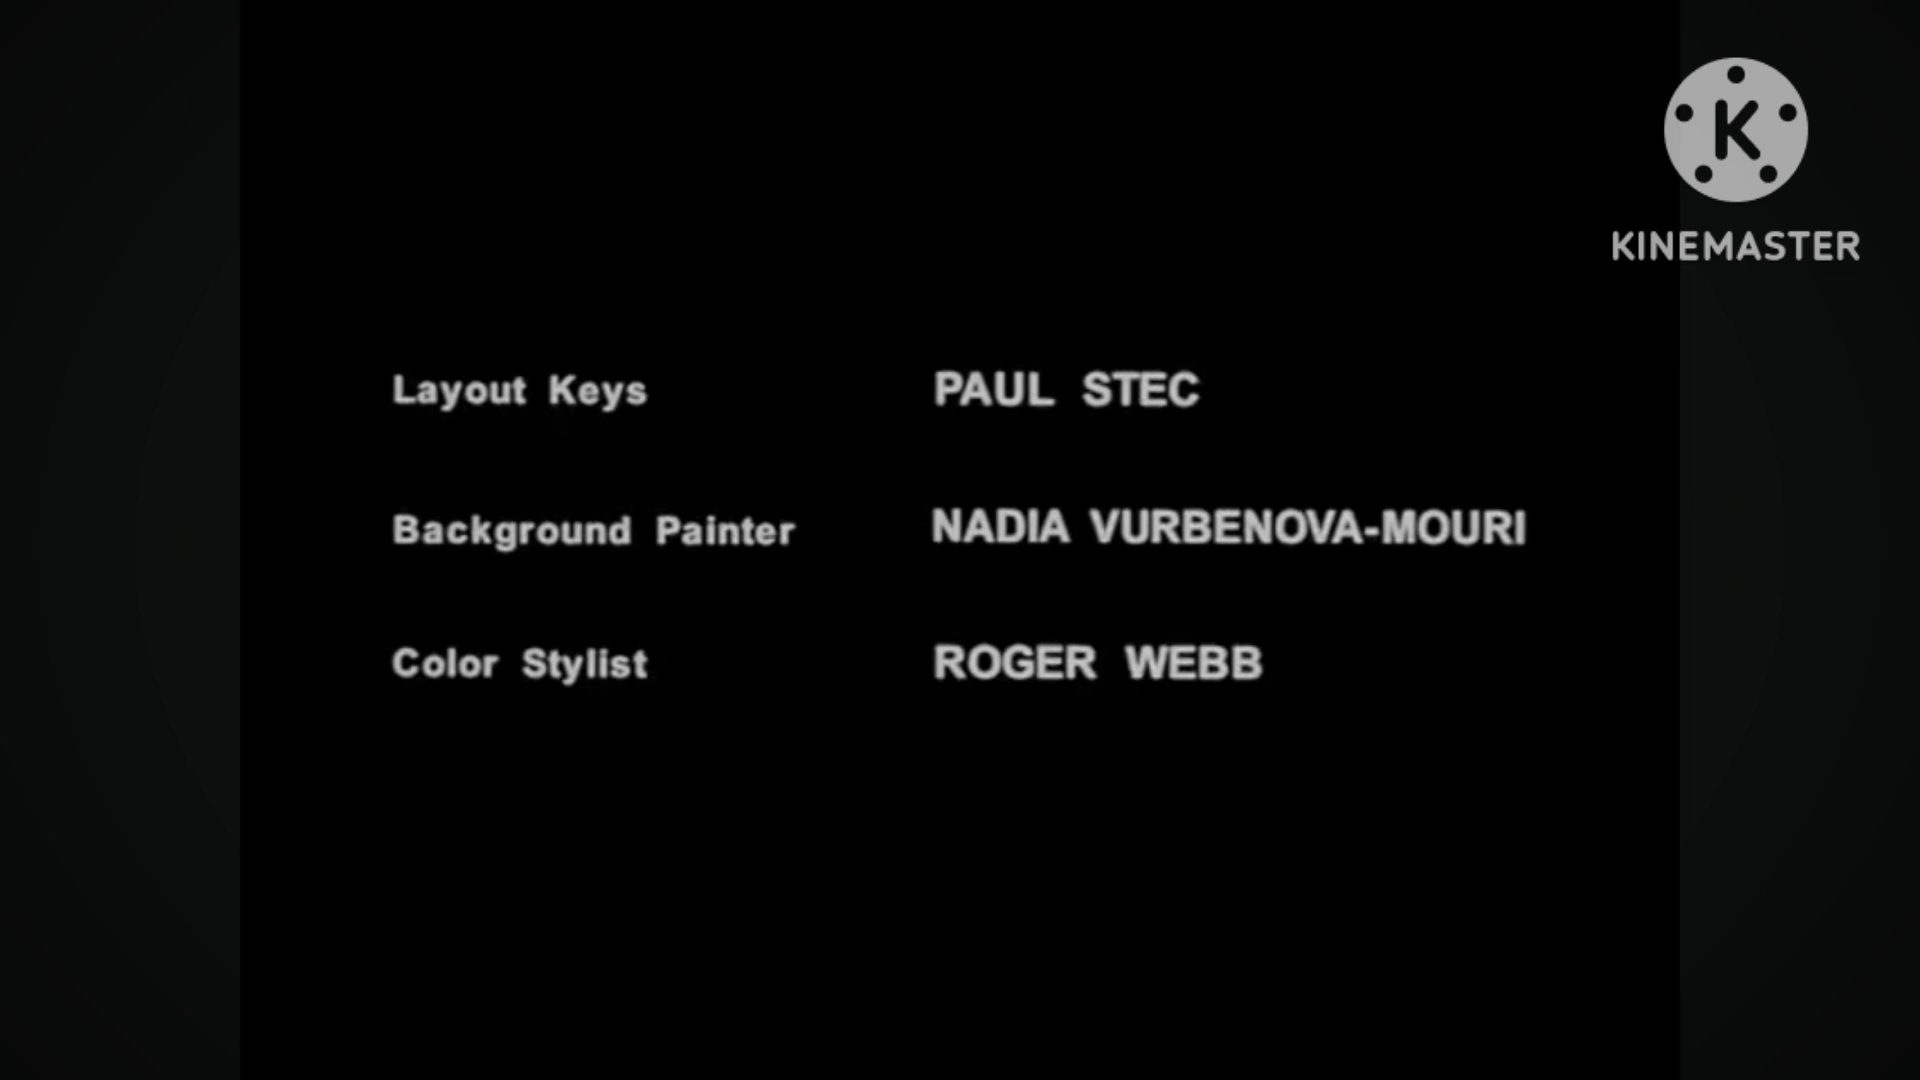 K
KINEMASTER
Layout Keys PAUL STEC
Background Painter NADIA VURBENOVA-MOURI
Color Stylist ROGER WEBB